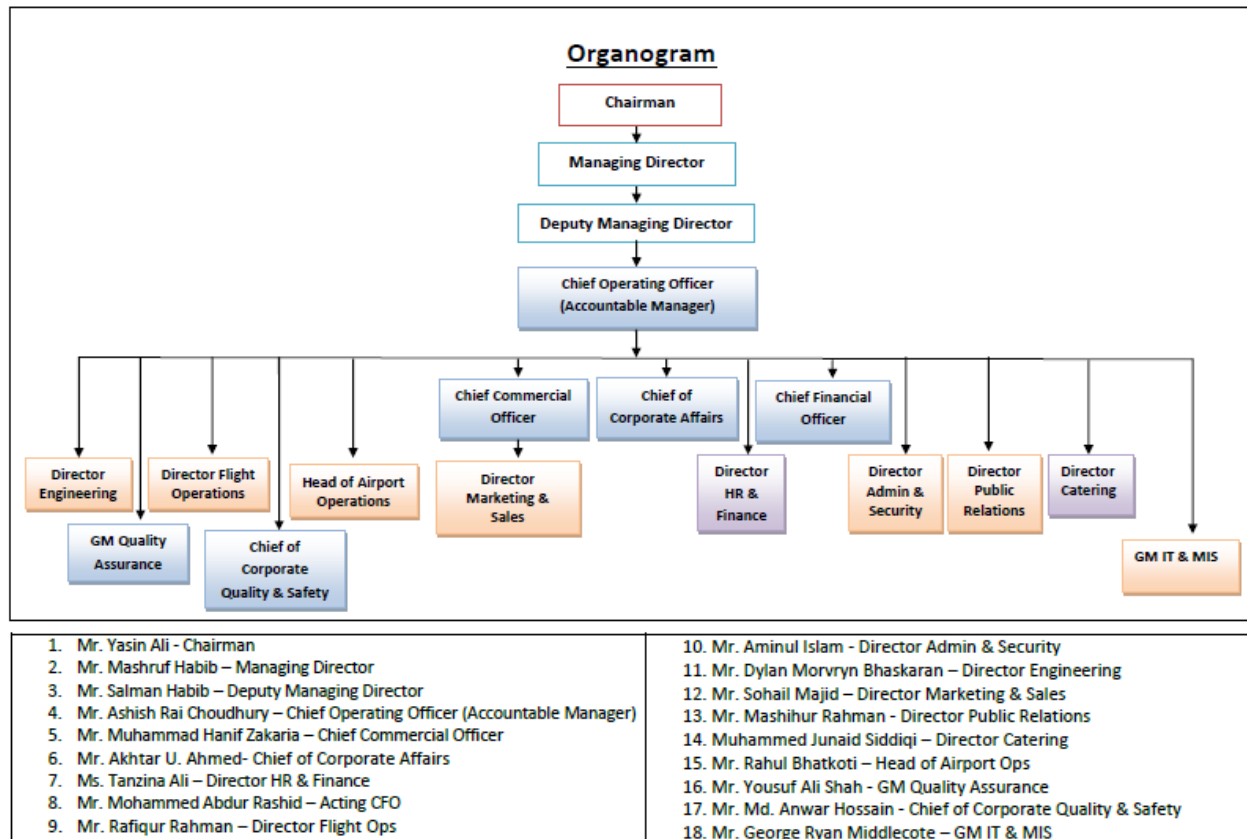 Organogram
Chairman
Managing Director
Deputy Managing Director
Chief Operating Officer
(Accountable Manager)
Chief Commercial
Officer
Chief of
Corporate Affairs
Chief Financial
Officer
Director
Engineering
Director Flight
Operations
Head of Airport
Operations
Director
Marketing &
Sales
Director
HR &
Finance
Director
Admin &
Security
Director
Public
Relations
Director
Catering
GM Quality
Assurance
Chief of
Corporate
Quality & Safety
GM IT & MIS
1. Mr. Yasin Ali - Chairman
2. Mr. Mashruf Habib – Managing Director
3. Mr. Salman Habib – Deputy Managing Director
4. Mr. Ashish Rai Choudhury – Chief Operating Officer (Accountable Manager)
5. Mr. Muhammad Hanif Zakaria – Chief Commercial Officer
6. Mr. Akhtar U. Ahmed- Chief of Corporate Affairs
7. Ms. Tanzina Ali – Director HR & Finance
8. Mr. Mohammed Abdur Rashid – Acting CFO
9. Mr. Rafiqur Rahman – Director Flight Ops
10. Mr. Aminul Islam - Director Admin & Security
11. Mr. Dylan Morvryn Bhaskaran – Director Engineering
12. Mr. Sohail Majid – Director Marketing & Sales
13. Mr. Mashihur Rahman - Director Public Relations
14. Muhammed Junaid Siddiqi – Director Catering
15. Mr. Rahul Bhatkoti – Head of Airport Ops
16. Mr. Yousuf Ali Shah - GM Quality Assurance
17. Mr. Md. Anwar Hossain - Chief of Corporate Quality & Safety
18. Mr. George Ryan Middlecote – GM IT & MIS